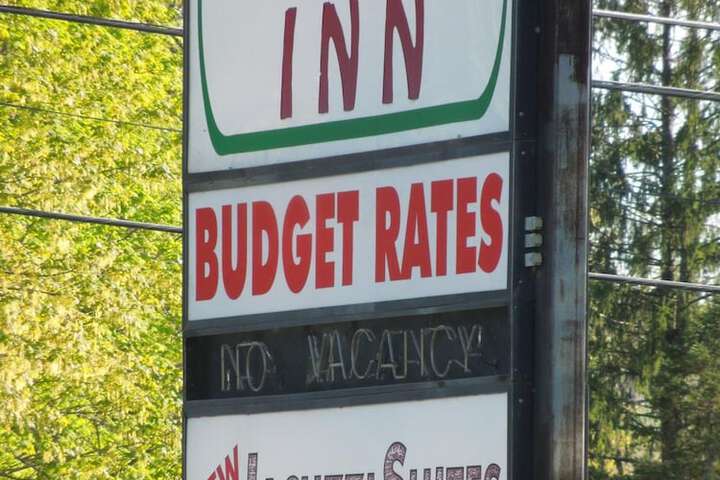 INN
BUDGET RATES
NO VACANCY